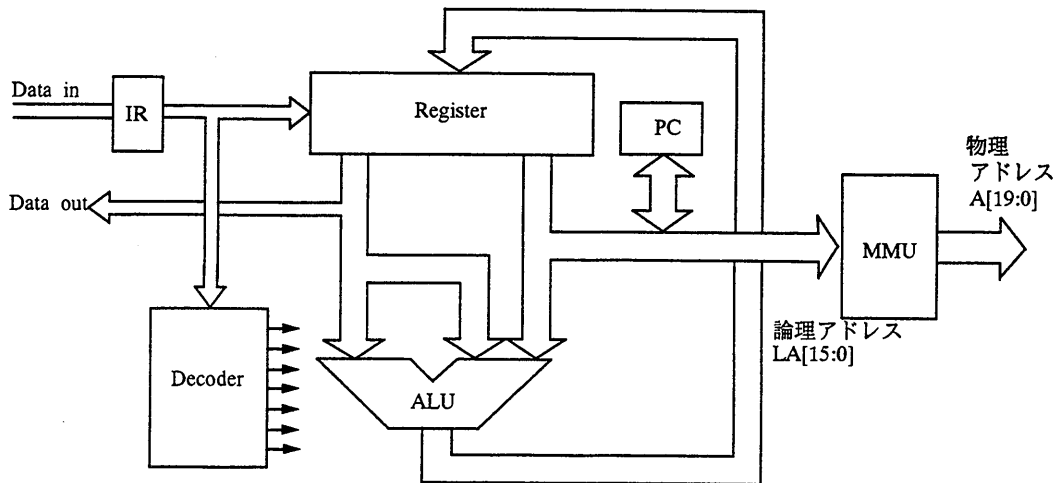 Data in
IR
Register
PC
物理
アドレス
A[19:0]
Data out
MMU
論理アドレス
LA[15:0]
Decoder
ALU